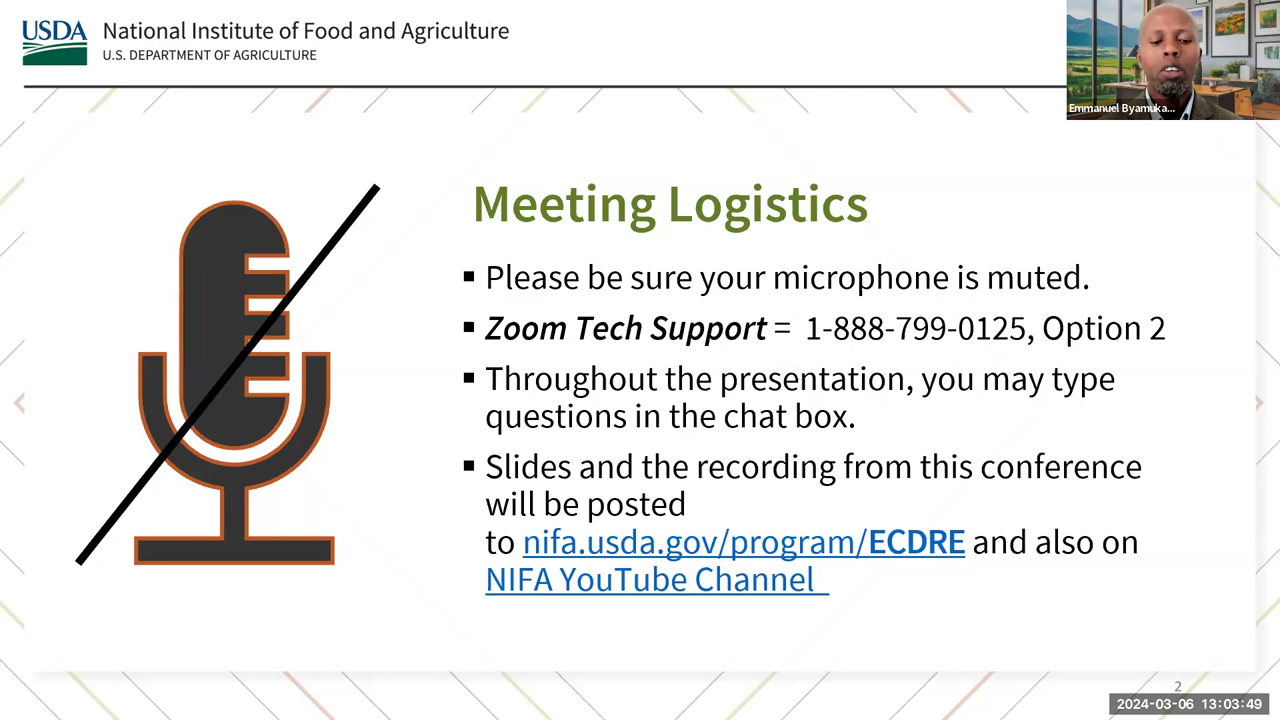 USDA
National Institute of Food and Agriculture
U.S. DEPARTMENT OF AGRICULTURE
Emmanuel Byamuka...
Meeting Logistics
▪ Please be sure your microphone is muted.
▪ Zoom Tech Support = 1-888-799-0125, Option 2
▪ Throughout the presentation, you may type
questions in the chat box.
▪ Slides and the recording from this conference
will be posted
to nifa.usda.gov/program/ECDRE and also on
NIFA YouTube Channel
2
2024-03-06 13:03:49